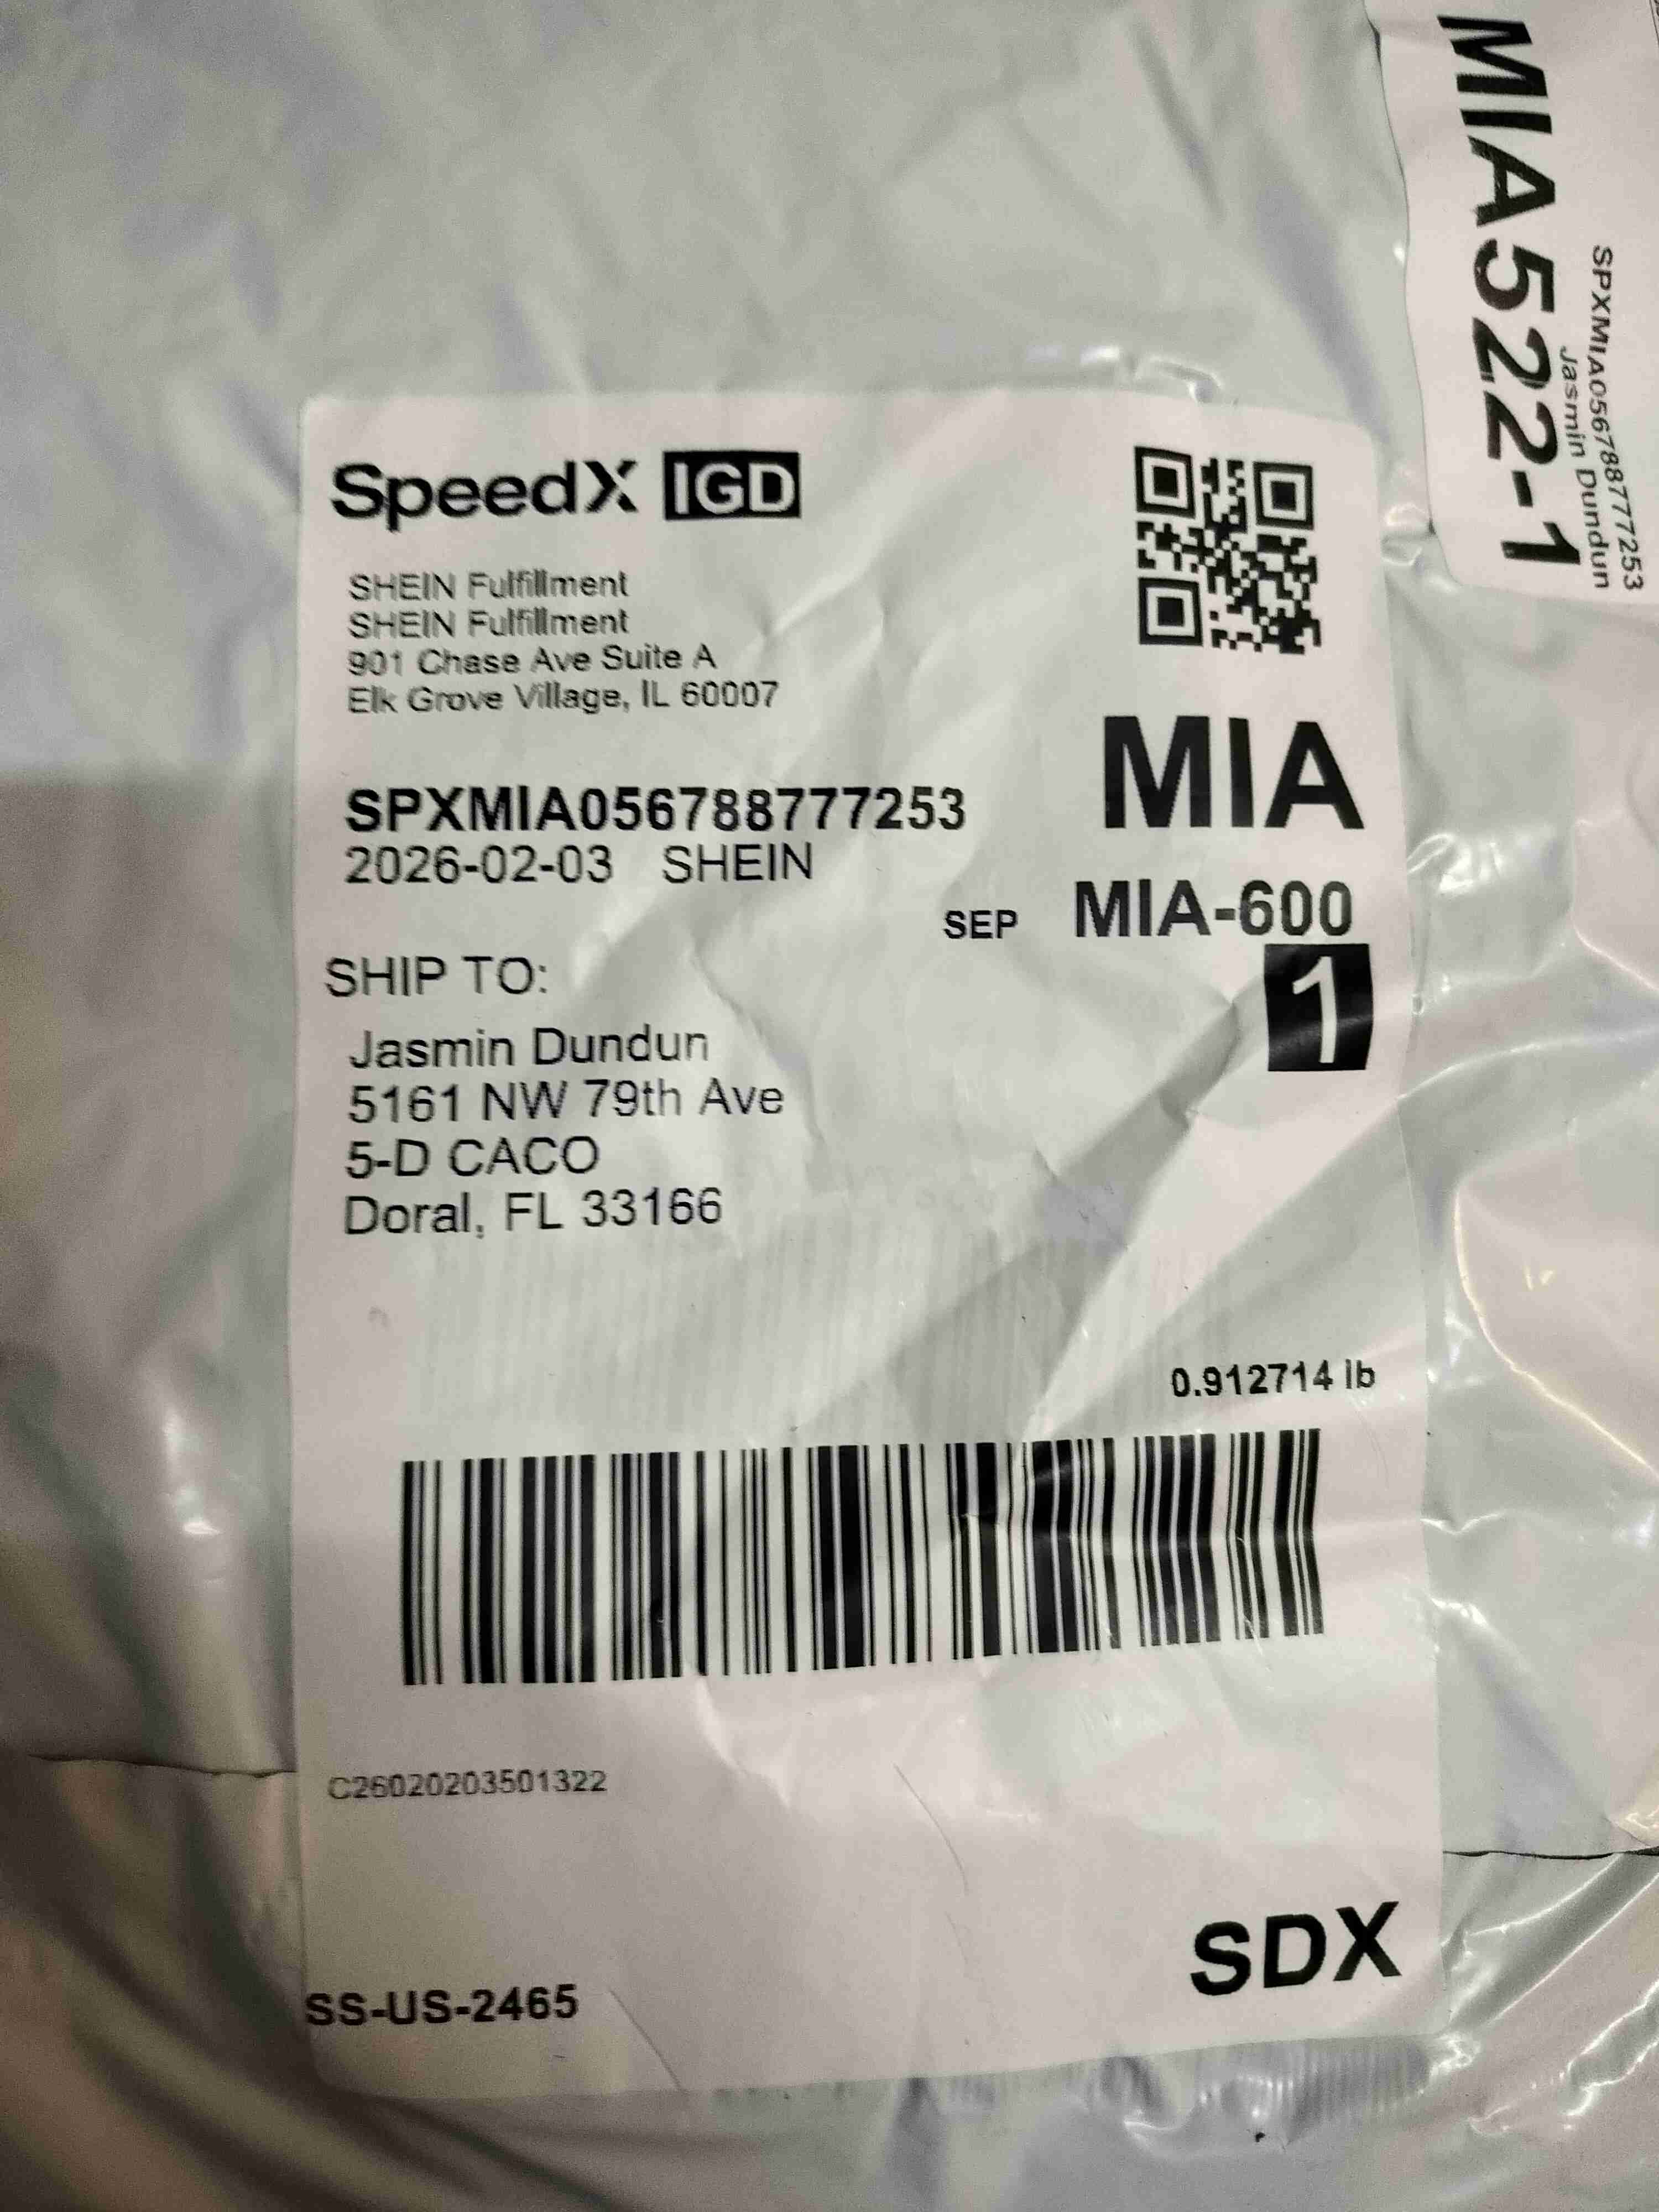 SpeedX IGD
SHEIN Fulfillment
SHEIN Fulfillment
901 Chase Ave Suite A
Elk Grove Village, IL 60007
SPXMIA056788777253
2026-02-03 SHEIN
MIA
SEP MIA-600
1
SHIP TO:
Jasmin Dundun
5161 NW 79th Ave
5-D CACO
Doral, FL 33166
0.912714 lb
C26020203501322
SS-US-2465
SDX
MIA522-1
SPXMIA056788777253
Jasmin Dundun